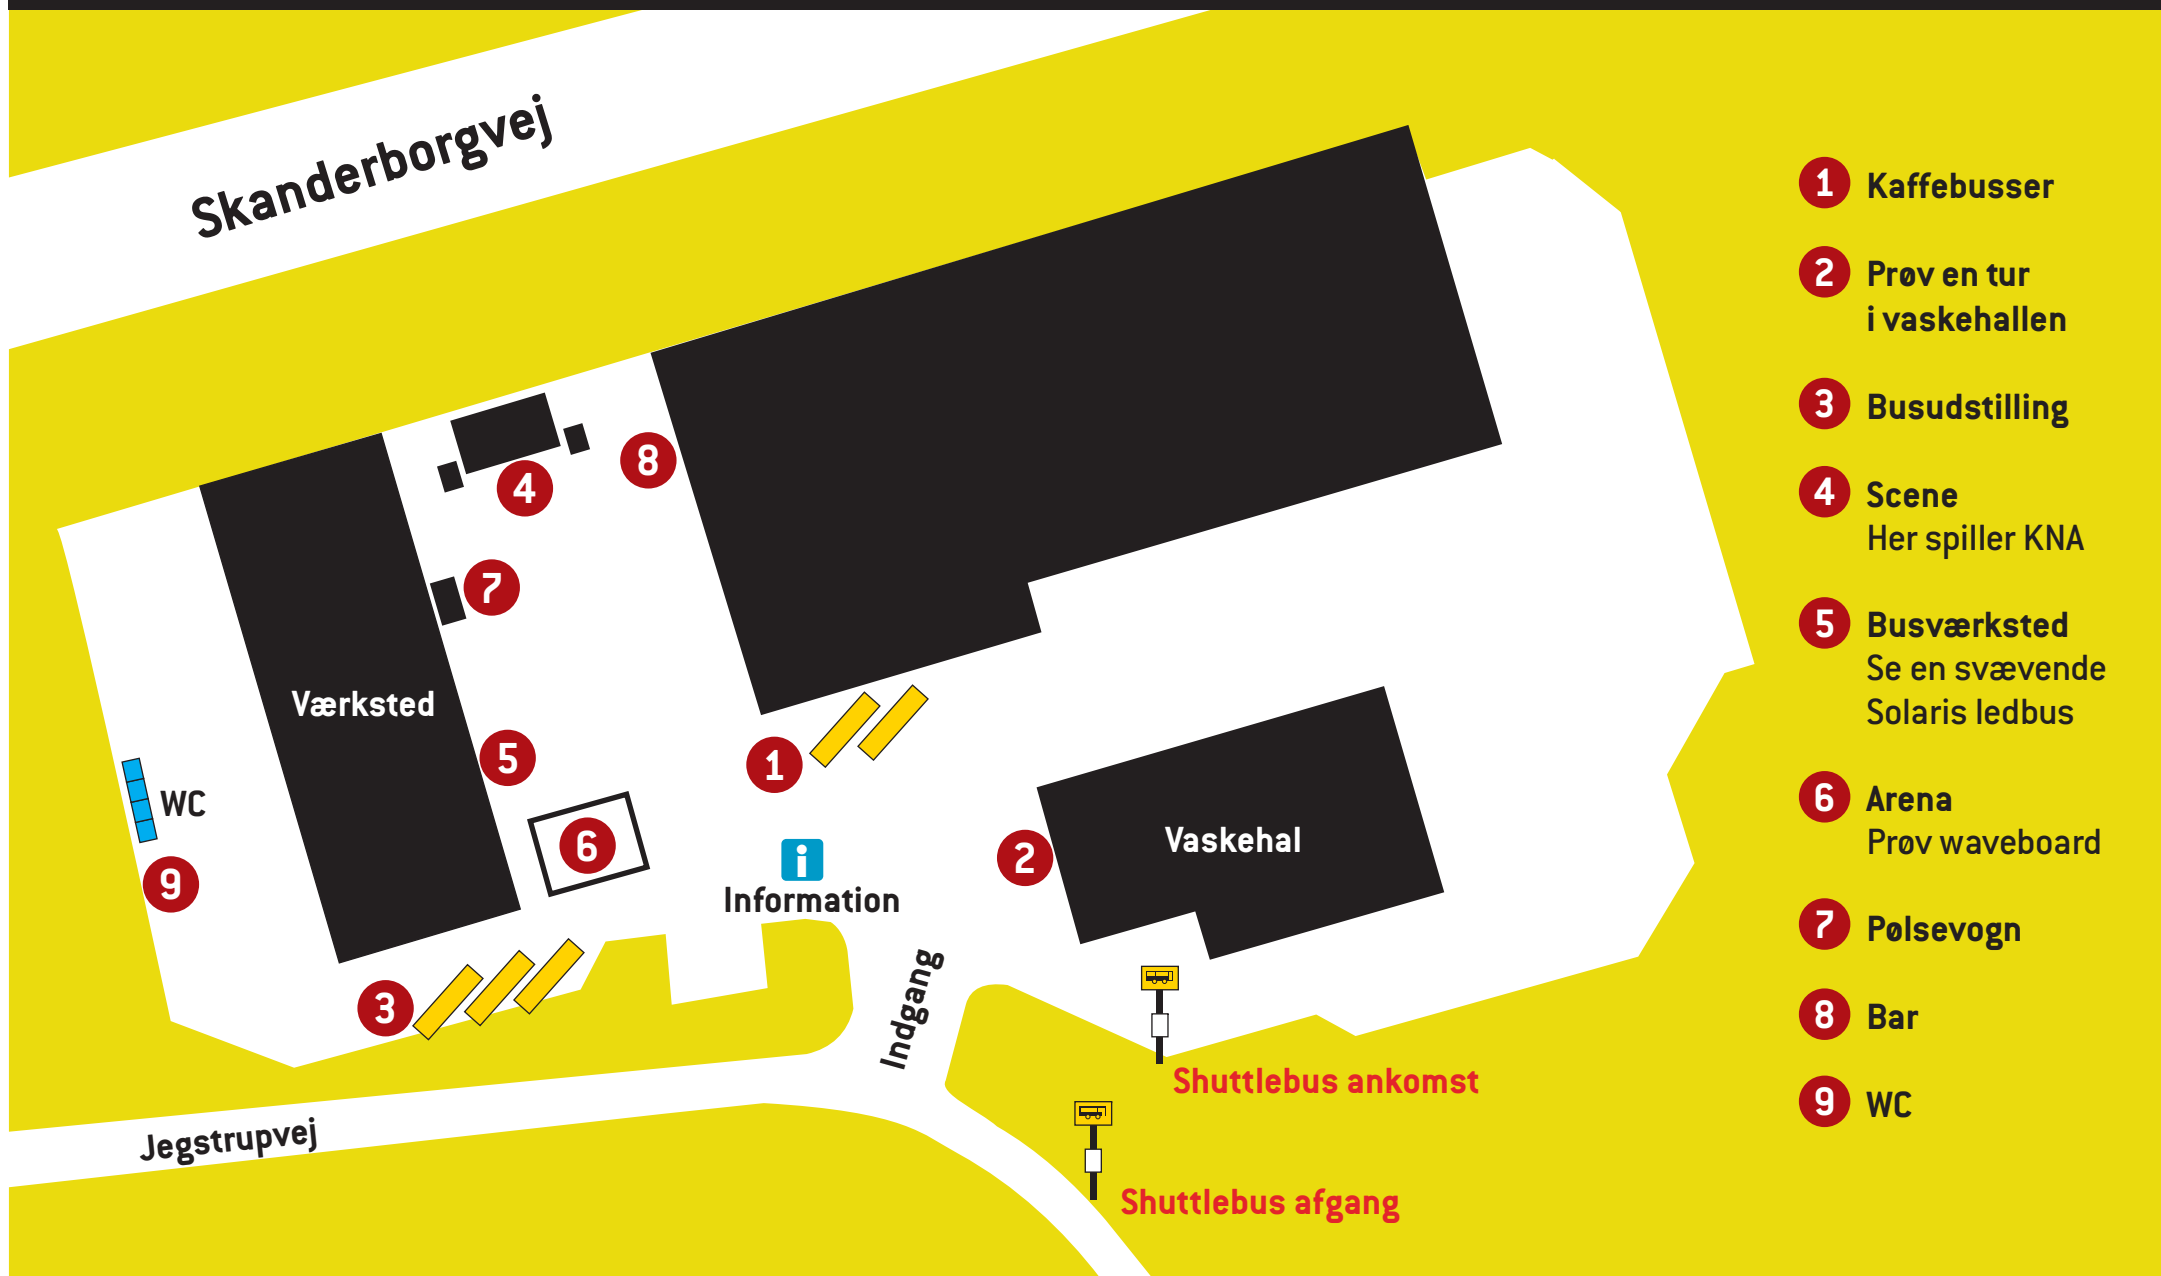 Skanderborgvej
8
4
7
Værksted
5
1
WC
6
9
i
Information
2
Vaskehal
3
Indgang
Shuttlebus ankomst
Jegstrupvej
Shuttlebus afgang
1 Kaffebusser
2 Prøv en tur
i vaskehallen
3 Busudstilling
4 Scene
Her spiller KNA
5 Busværksted
Se en svævende
Solaris ledbus
6 Arena
Prøv waveboard
7 Pølsevogn
8 Bar
9 WC